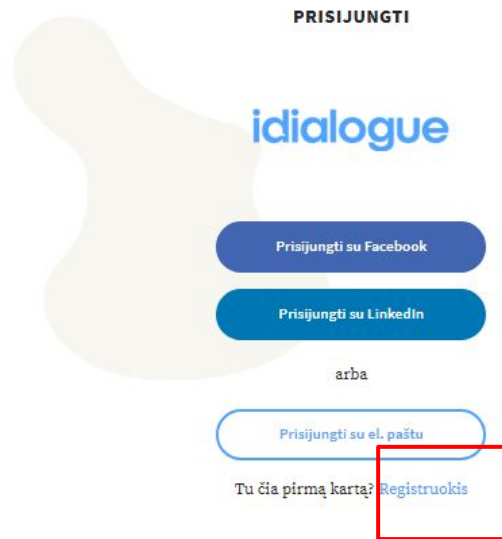 PRISIJUNGTI
idialogue
Prisijungti su Facebook
Prisijungti su LinkedIn
arba
Prisijungti su el. paštu
Tu čia pirmą kartą? Registruokis